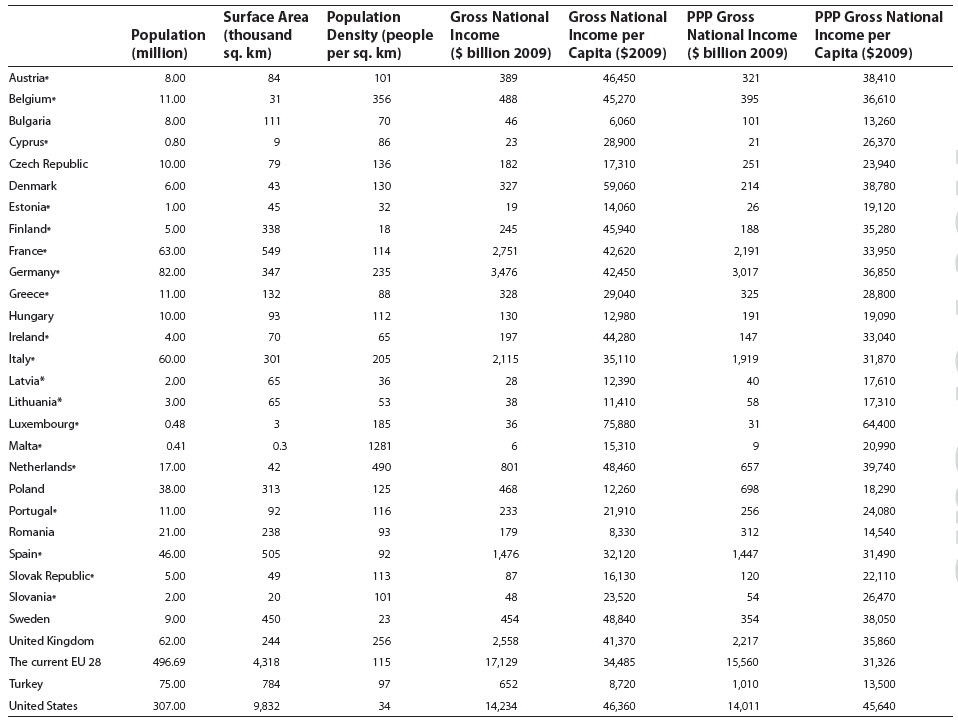 Population (million) Surface Area (thousand sq. km) Population Density (people per sq. km) Gross National Income ($ billion 2009) Gross National Income per Capita ($2009) PPP Gross National Income ($ billion 2009) PPP Gross National Income per Capita ($2009)
Austria* 8.00 84 101 389 46,450 321 38,410
Belgium* 11.00 31 356 488 45,270 395 36,610
Bulgaria 8.00 111 70 46 6,060 101 13,260
Cyprus* 0.80 9 86 23 28,900 21 26,370
Czech Republic 10.00 79 136 182 17,310 251 23,940
Denmark 6.00 43 130 327 59,060 214 38,780
Estonia* 1.00 45 32 19 14,060 26 19,120
Finland* 5.00 338 18 245 45,940 188 35,280
France* 63.00 549 114 2,751 42,620 2,191 33,950
Germany* 82.00 347 235 3,476 42,450 3,017 36,850
Greece* 11.00 132 88 328 29,040 325 28,800
Hungary 10.00 93 112 130 12,980 191 19,090
Ireland* 4.00 70 65 197 44,280 147 33,040
Italy* 60.00 301 205 2,115 35,110 1,919 31,870
Latvia* 2.00 65 36 28 12,390 40 17,610
Lithuania* 3.00 65 53 38 11,410 58 17,310
Luxembourg* 0.48 3 185 36 75,880 31 64,400
Malta* 0.41 0.3 1281 6 15,310 9 20,990
Netherlands* 17.00 42 490 801 48,460 657 39,740
Poland 38.00 313 125 468 12,260 698 18,290
Portugal* 11.00 92 116 233 21,910 256 24,080
Romania 21.00 238 93 179 8,330 312 14,540
Spain* 46.00 505 92 1,476 32,120 1,447 31,490
Slovak Republic* 5.00 49 113 87 16,130 120 22,110
Slovania* 2.00 20 101 48 23,520 54 26,470
Sweden 9.00 450 23 454 48,840 354 38,050
United Kingdom 62.00 244 256 2,558 41,370 2,217 35,860
The current EU 28 496.69 4,318 115 17,129 34,485 15,560 31,326
Turkey 75.00 784 97 652 8,720 1,010 13,500
United States 307.00 9,832 34 14,234 46,360 14,011 45,640